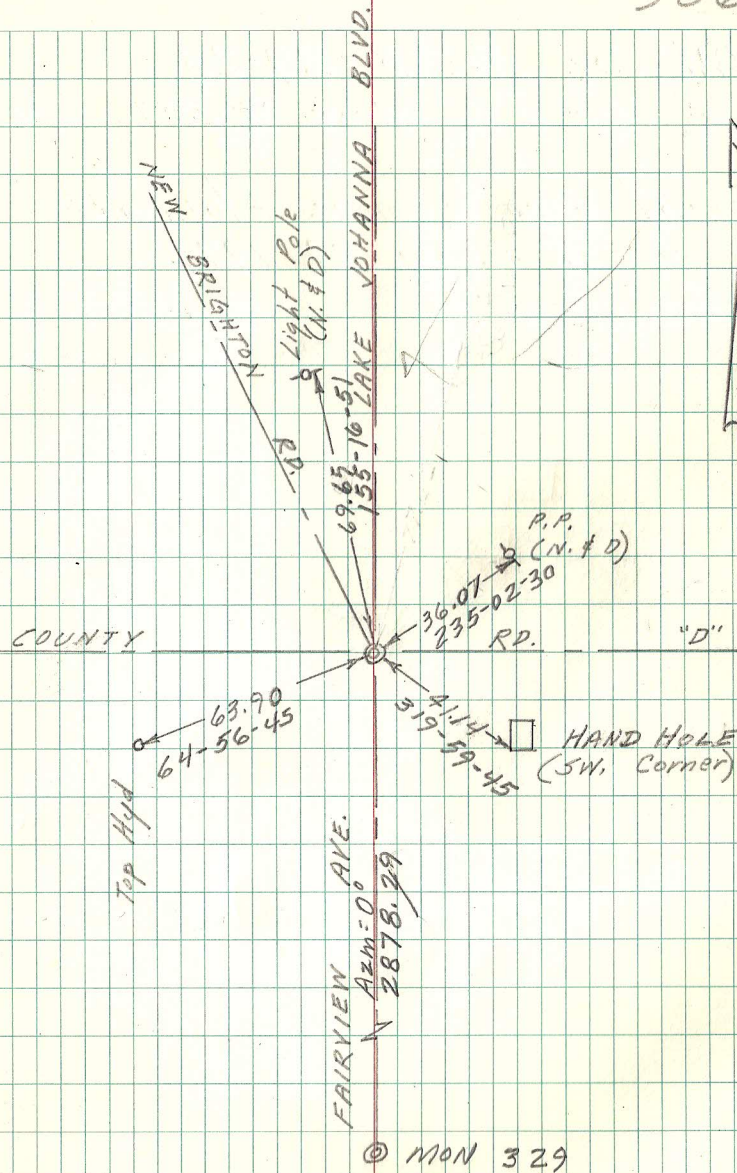 LAKE JOHANNA BLVD.
NEW BRIGHTON RD.
Light Pole
(N. & D)
69.65
155-16-51
P.P.
(N. & D)
36.07
235-02-30
COUNTY RD. "D"
63.90
64-56-45
41.14
319-59-45
HAND HOLE
(SW. Corner)
Top Hyd
FAIRVIEW AVE.
Azm=0°
2878.29
MON 329